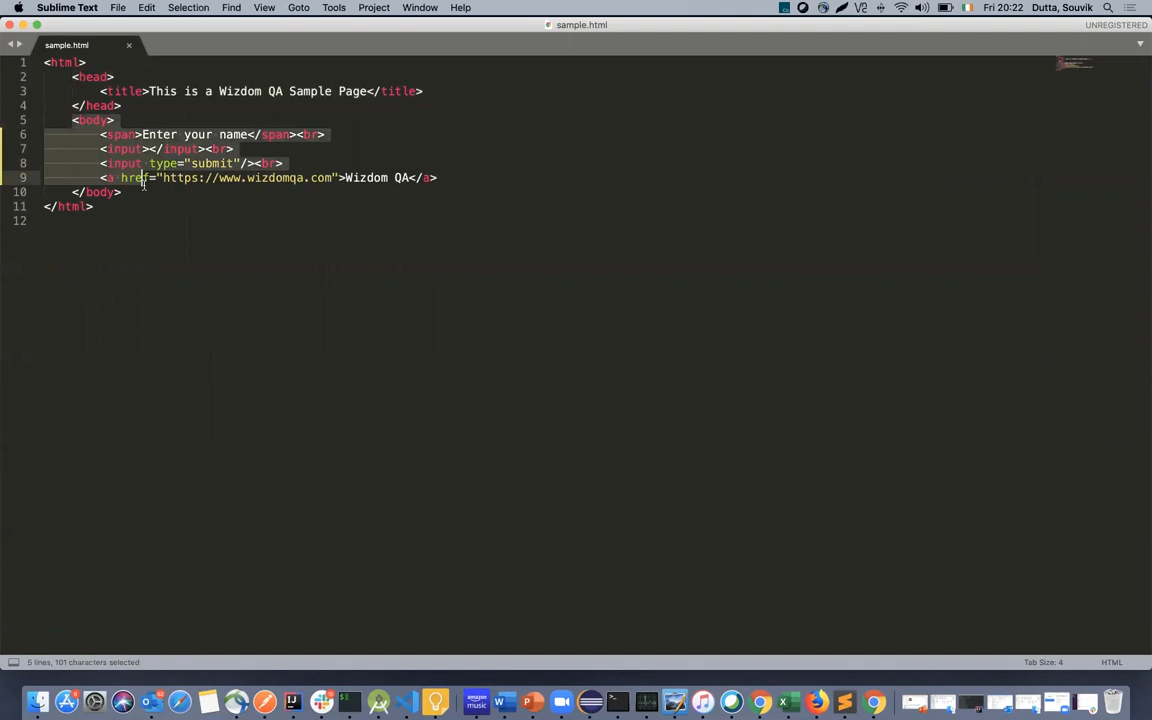 Sublime Text File Edit Selection Find View Goto Tools Project Window Help Fri 20:22 Dutta, Souvik
sample.html UNREGISTERED
sample.html
1 <html>
2 <head>
3 <title>This is a Wizdom QA Sample Page</title>
4 </head>
5 <body>
6 <span>Enter your name</span><br>
7 <input></input><br>
8 <input type="submit"/><br>
9 <a href="https://www.wizdomqa.com">Wizdom QA</a>
10 </body>
11 </html>
12
5 lines, 101 characters selected Tab Size: 4 HTML